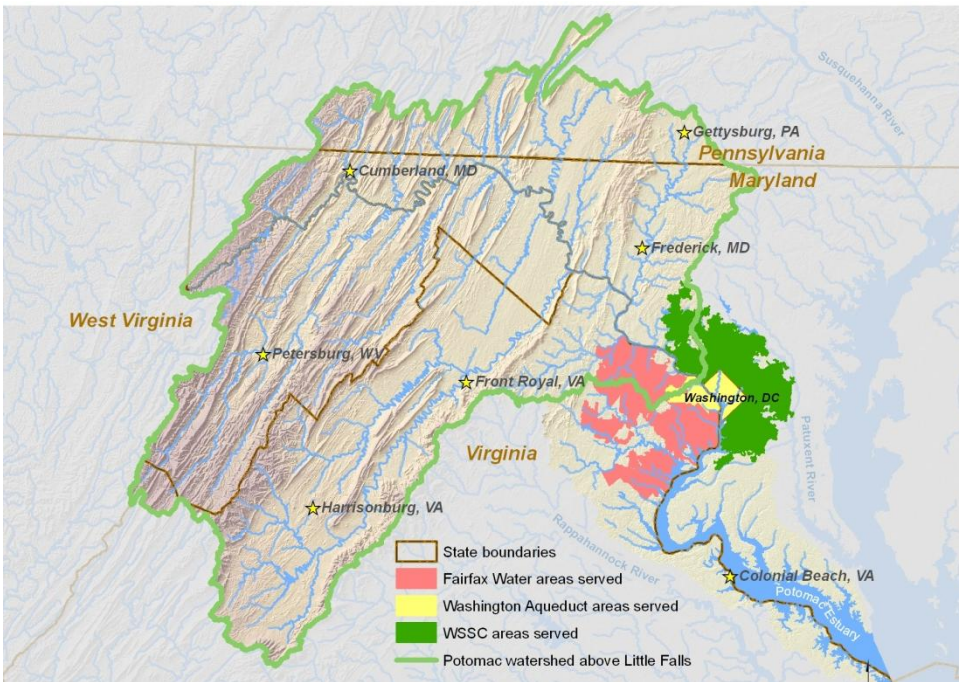 Susquehanna River
Gettysburg, PA
Pennsylvania
Maryland
Cumberland, MD
Frederick, MD
West Virginia
Petersburg, WV
Front Royal, VA
Washington, DC
Patuxent River
Virginia
Harrisonburg, VA
Rappahannock River
State boundaries
Fairfax Water areas served
Colonial Beach, VA
Potomac Estuary
Washington Aqueduct areas served
WSSC areas served
Potomac watershed above Little Falls